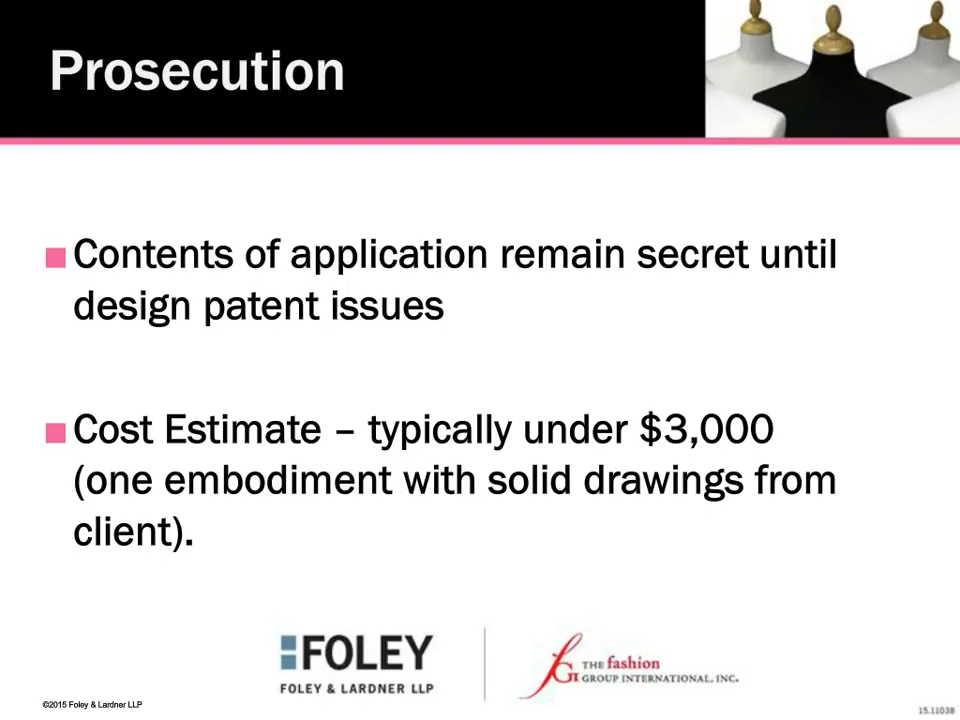 Prosecution
Contents of application remain secret until
design patent issues
Cost Estimate – typically under $3,000
(one embodiment with solid drawings from
client).
FOLEY
FOLEY & LARDNER LLP
fGI
THE fashion
GROUP INTERNATIONAL, INC.
©2015 Foley & Lardner LLP
15.11038